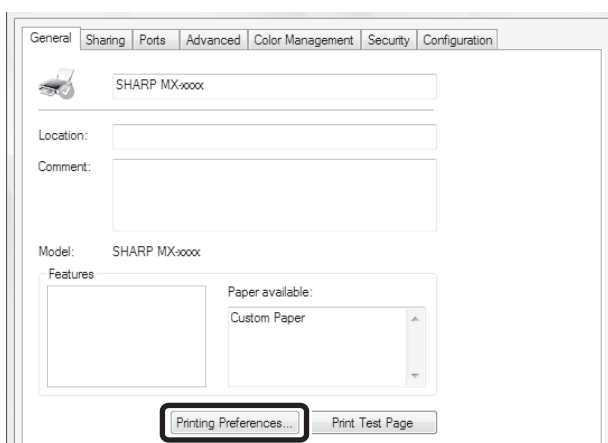 General Sharing Ports Advanced Color Management Security Configuration
SHARP MX-xxxx
Location:
Comment:
Model: SHARP MX-xxxx
Features
Paper available:
Custom Paper
Printing Preferences... Print Test Page